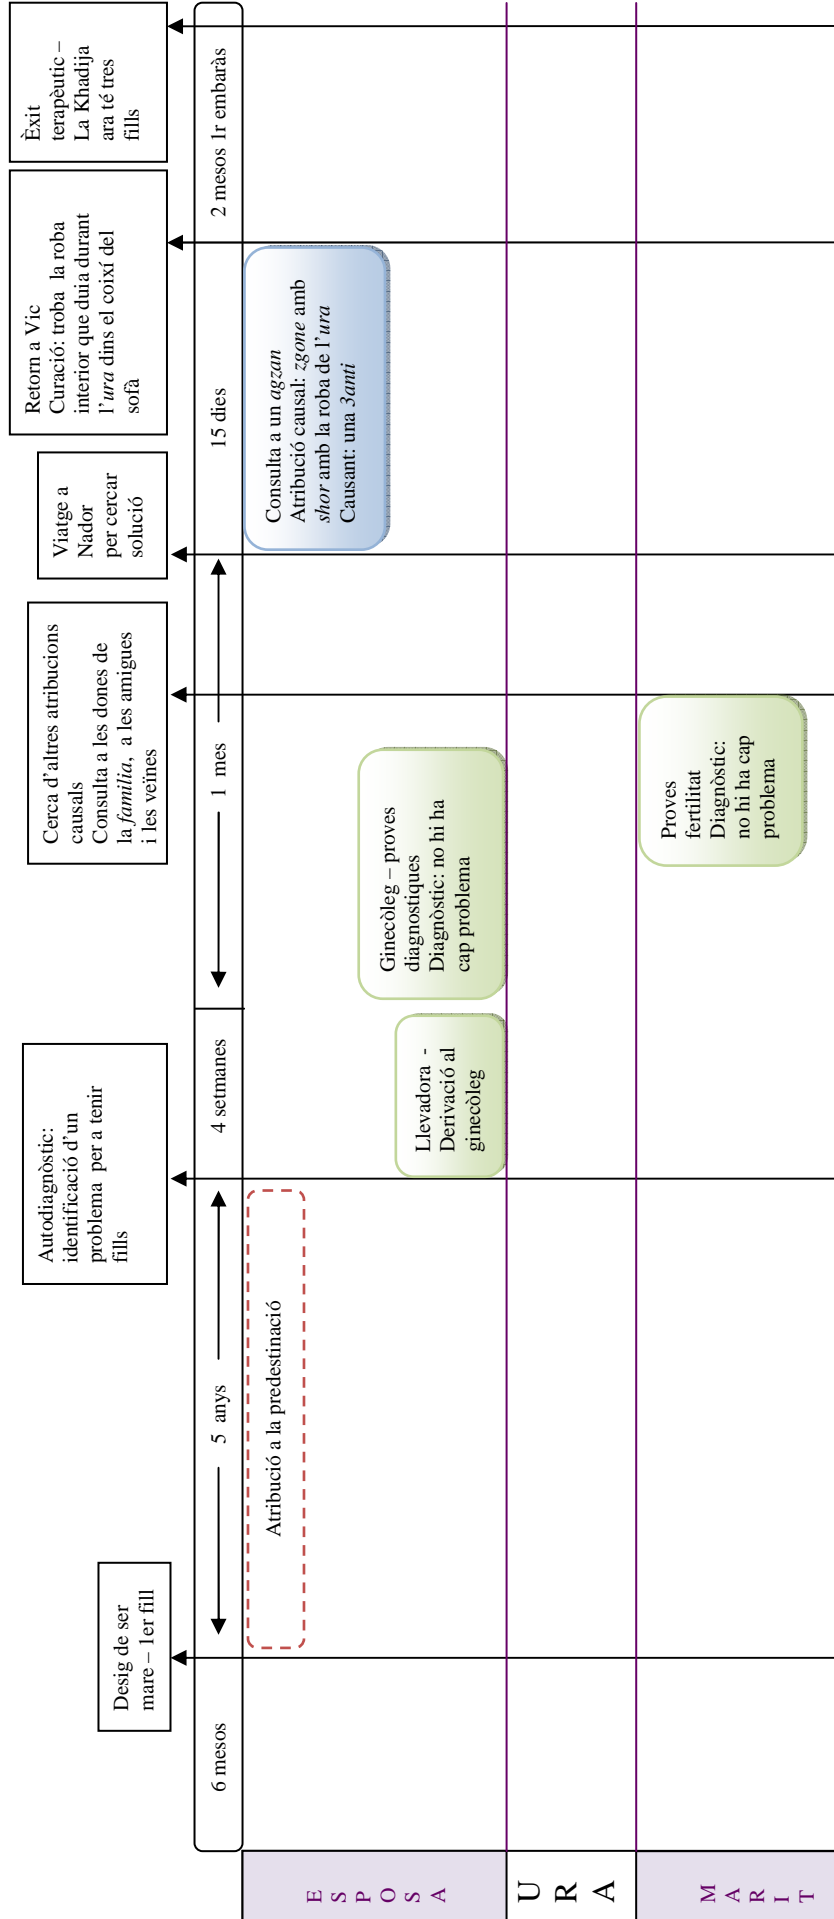 Desig de ser
mare – 1er fill
Autodiagnòstic:
identificació d'un
problema per a tenir
fills
Cerca d'altres atribucions
causals
Consulta a les dones de
la familia, a les amigues
i les veïnes
Viatge a
Nador
per cercar
solució
Retorn a Vic
Curació: troba la roba
interior que duia durant
l'ura dins el coixí del
sofà
Èxit
terapèutic –
La Khadija
ara té tres
fills
6 mesos
5 anys
4 setmanes
1 mes
15 dies
2 mesos 1r embaràs
ESPOSA
Atribució a la predestinació
Llevadora -
Derivació al
ginecòleg
Ginecòleg – proves
diagnostiques
Diagnòstic: no hi ha
cap problema
Consulta a un agzan
Atribució causal: zgone amb
shor amb la roba de l'ura
Causant: una 3anti
URA
MARIT
Proves
fertilitat
Diagnòstic:
no hi ha cap
problema